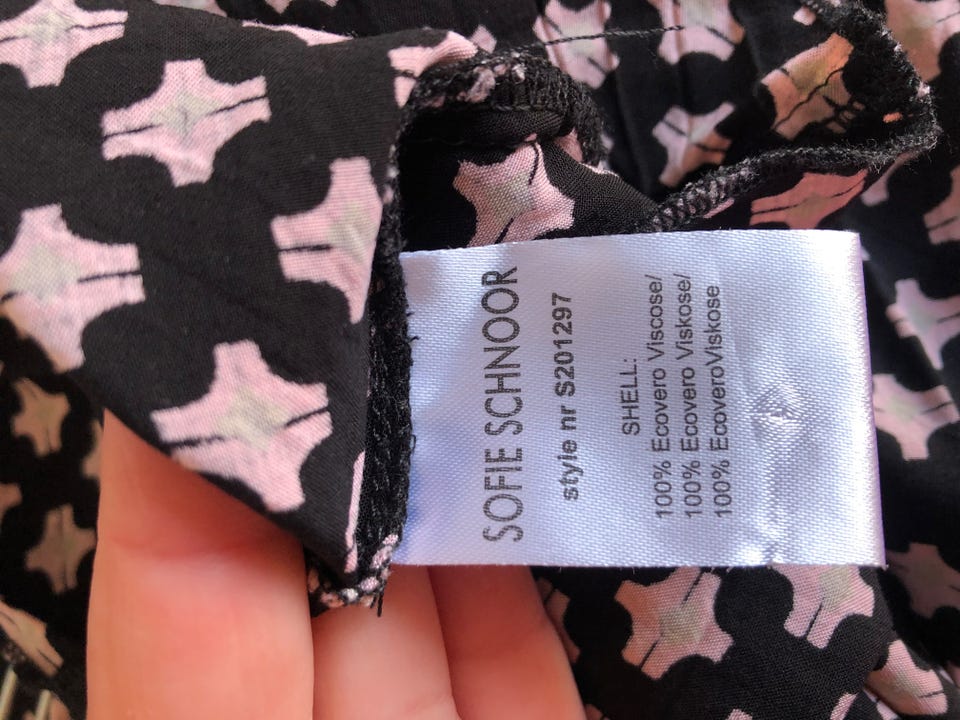 SOFIE SCHNOOR
style nr S201297
SHELL:
100% Ecovero Viscose/
100% Ecovero Viskose/
100% EcoveroViskose